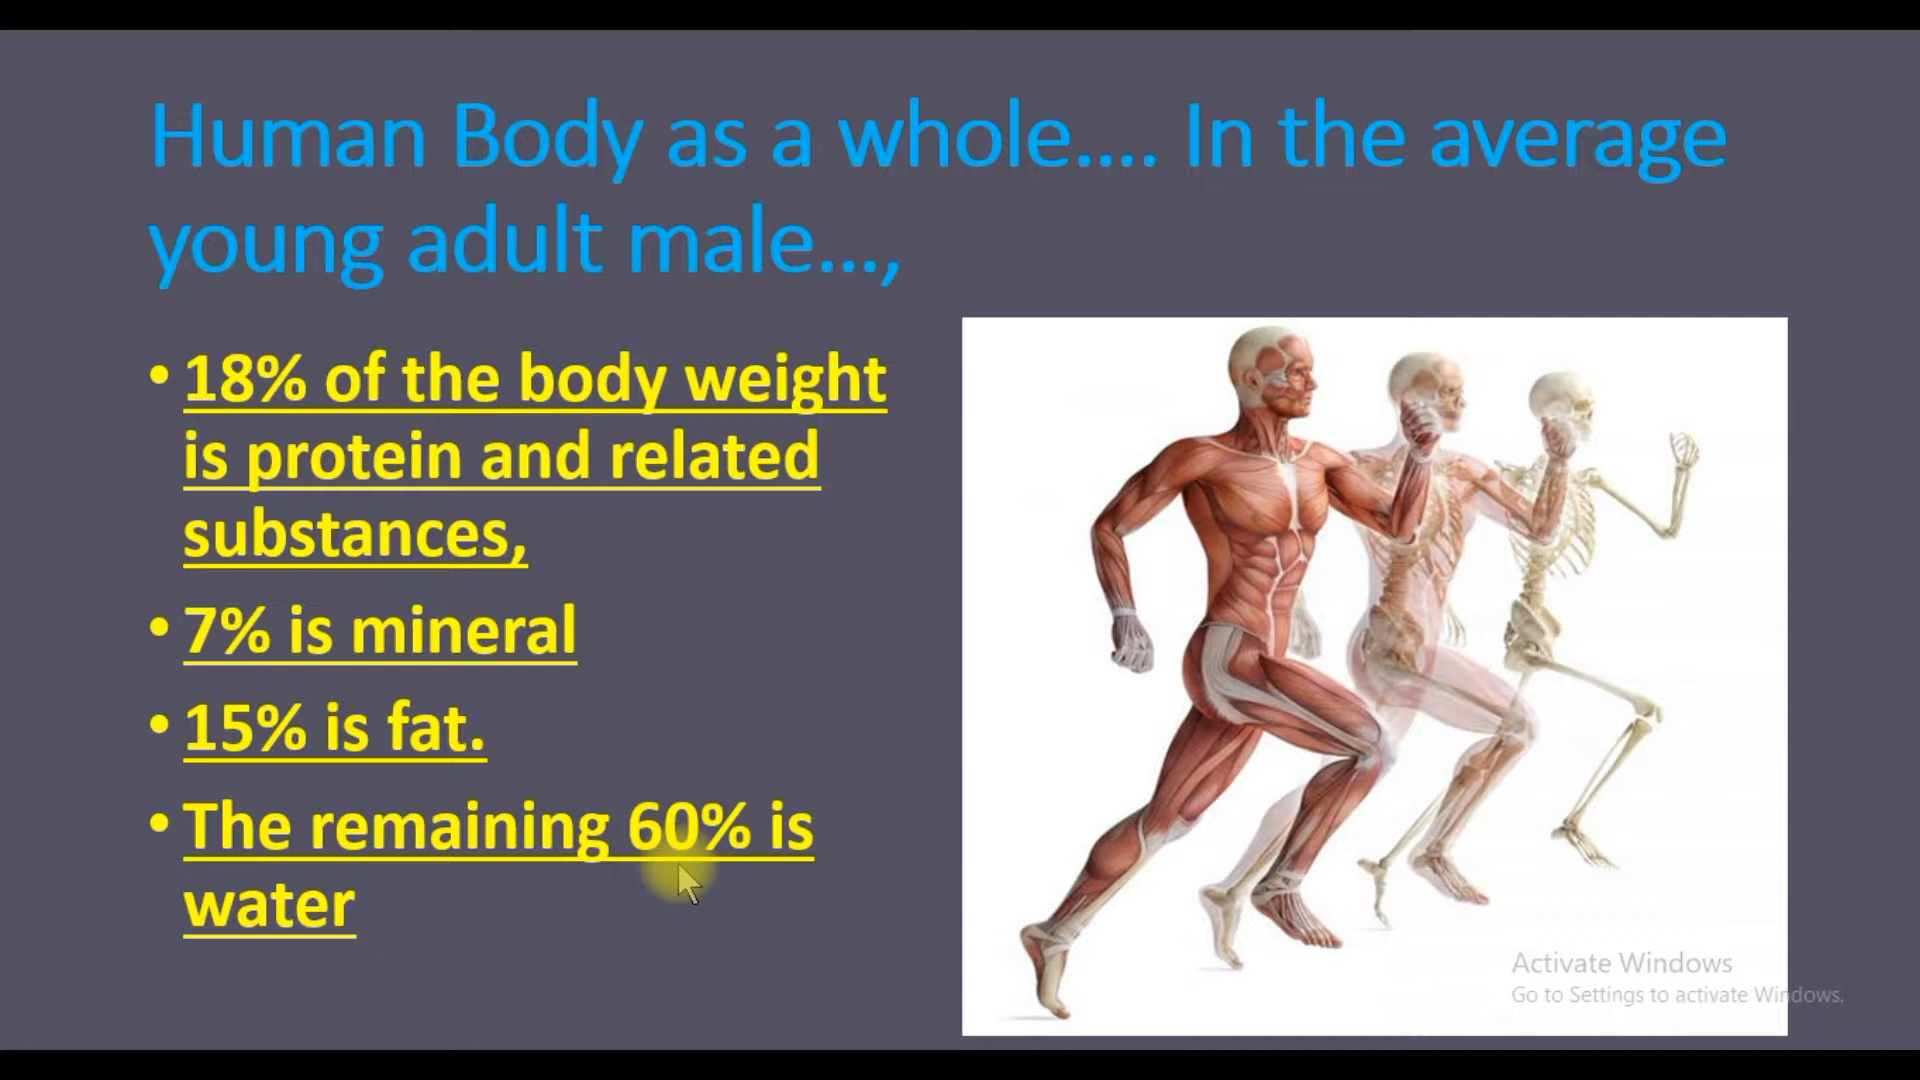 Human Body as a whole.... In the average
young adult male...,
• 18% of the body weight
is protein and related
substances,
• 7% is mineral
• 15% is fat.
• The remaining 60% is
water
Activate Windows
Go to Settings to activate Windows.